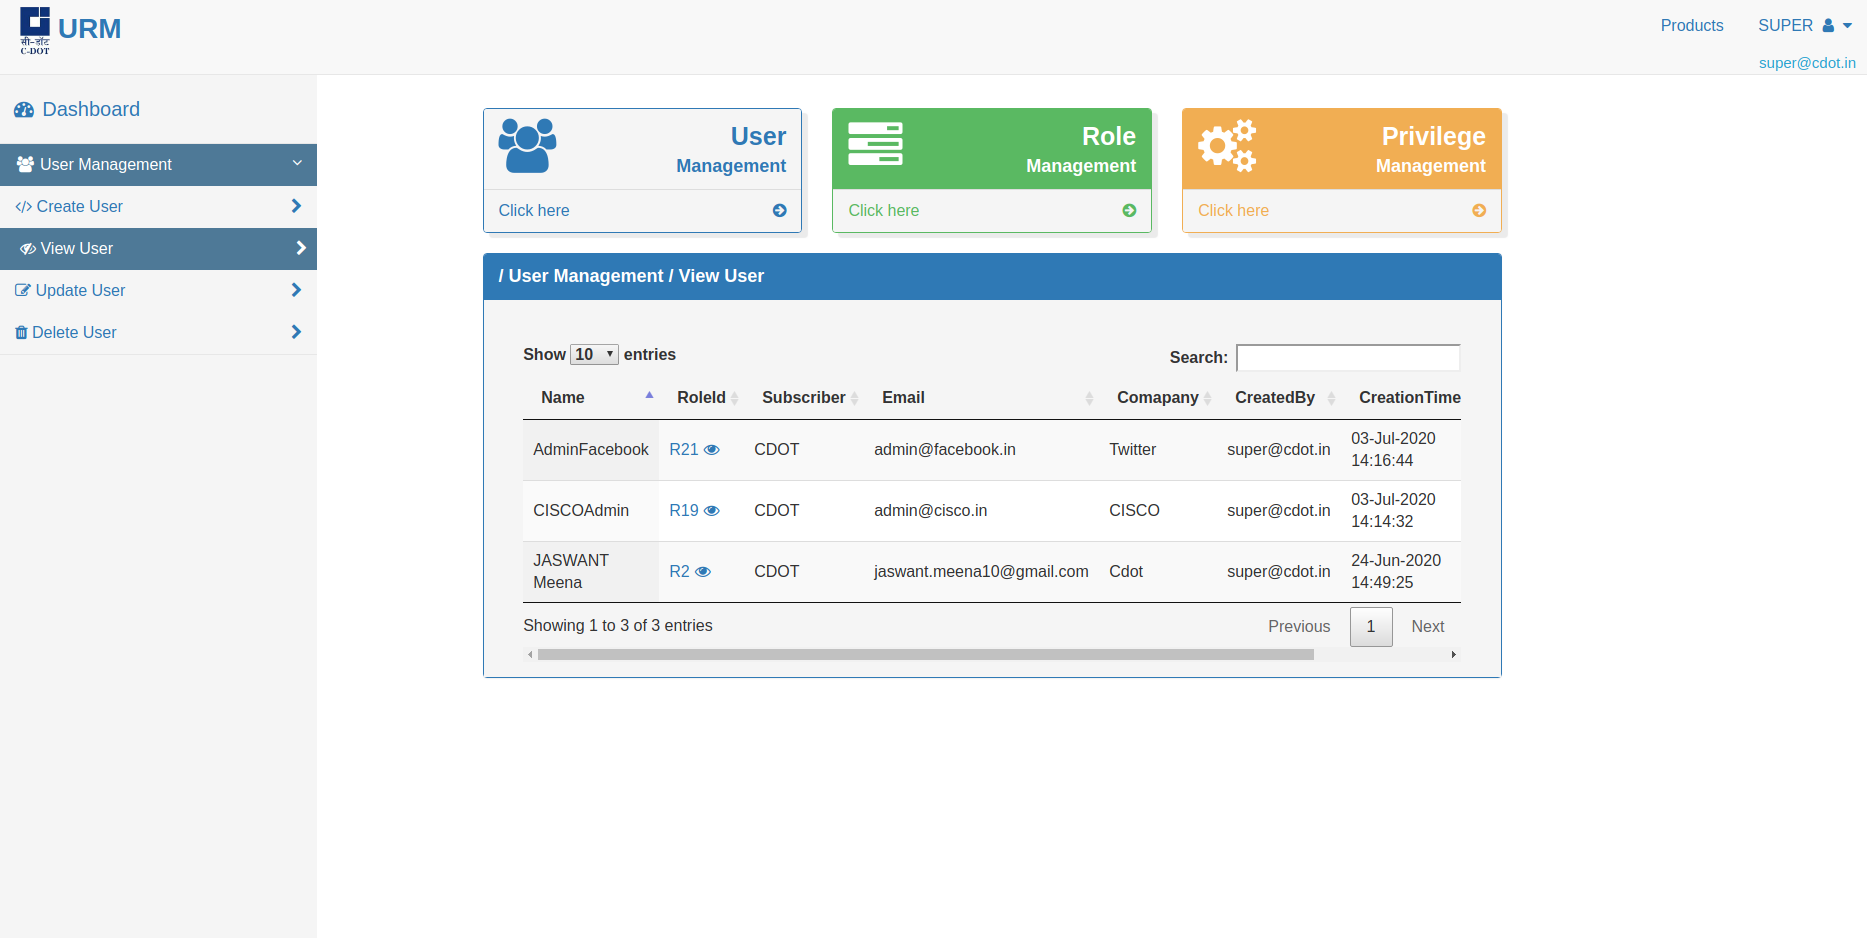 सी-डॉट
C-DOT
URM
Products
SUPER
super@cdot.in
Dashboard
User Management
Create User
View User
Update User
Delete User
User
Management
Click here
Role
Management
Click here
Privilege
Management
Click here
/ User Management / View User
Show 10 entries
Search:
Name RoleId Subscriber Email Comapany CreatedBy CreationTime
AdminFacebook R21 CDOT admin@facebook.in Twitter super@cdot.in 03-Jul-2020
14:16:44
CISCOAdmin R19 CDOT admin@cisco.in CISCO super@cdot.in 03-Jul-2020
14:14:32
JASWANT
Meena R2 CDOT jaswant.meena10@gmail.com Cdot super@cdot.in 24-Jun-2020
14:49:25
Showing 1 to 3 of 3 entries
Previous 1 Next